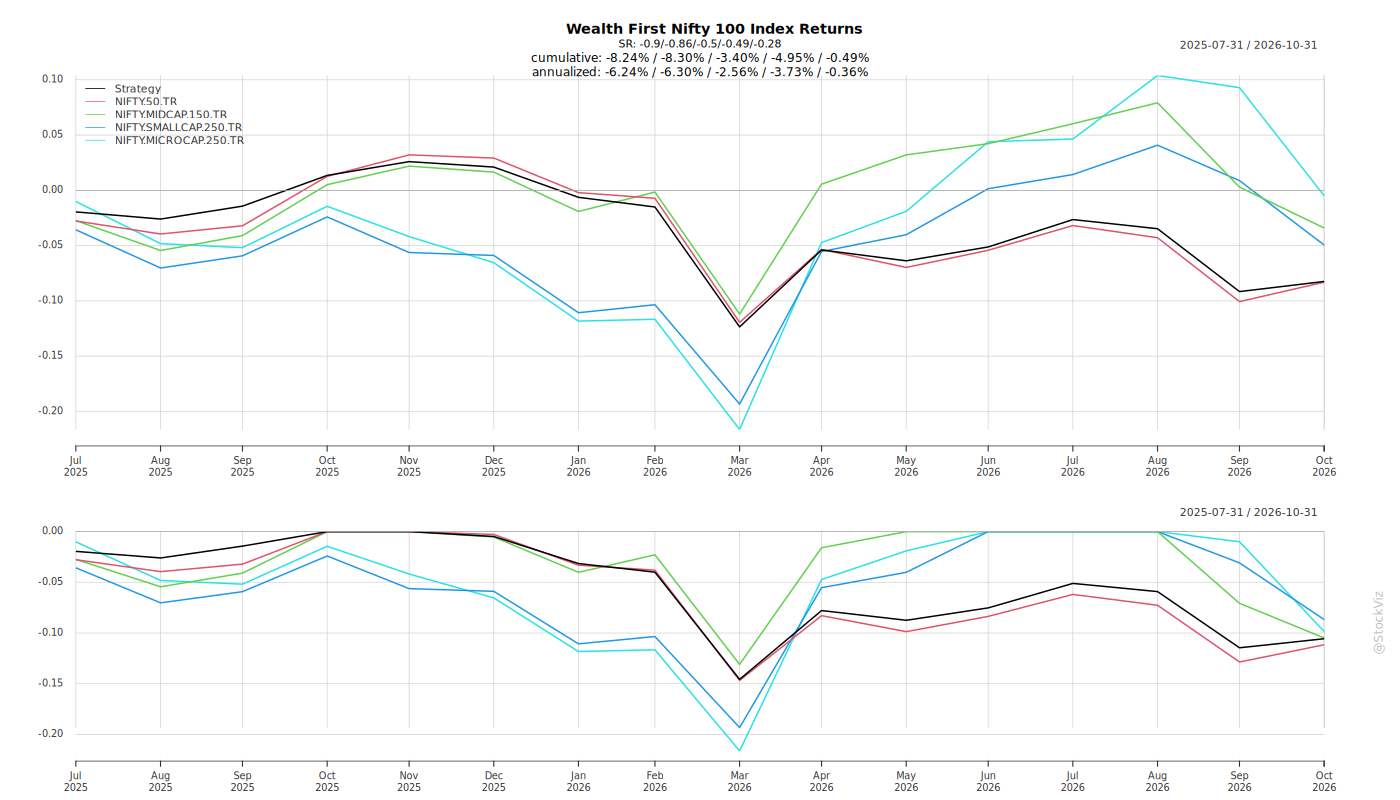 Wealth First Nifty 100 Index Returns
SR: -0.9/-0.86/-0.5/-0.49/-0.28
cumulative: -8.24% / -8.30% / -3.40% / -4.95% / -0.49%
annualized: -6.24% / -6.30% / -2.56% / -3.73% / -0.36%
2025-07-31 / 2026-10-31
Strategy
NIFTY.50.TR
NIFTY.MIDCAP.150.TR
NIFTY.SMALLCAP.250.TR
NIFTY.MICROCAP.250.TR
0.10
0.05
0.00
-0.05
-0.10
-0.15
-0.20
Jul Aug Sep Oct Nov Dec Jan Feb Mar Apr May Jun Jul Aug Sep Oct
2025 2025 2025 2025 2025 2025 2026 2026 2026 2026 2026 2026 2026 2026 2026 2026
2025-07-31 / 2026-10-31
0.00
-0.05
-0.10
-0.15
-0.20
Jul Aug Sep Oct Nov Dec Jan Feb Mar Apr May Jun Jul Aug Sep Oct
2025 2025 2025 2025 2025 2025 2026 2026 2026 2026 2026 2026 2026 2026 2026 2026
@StockViz